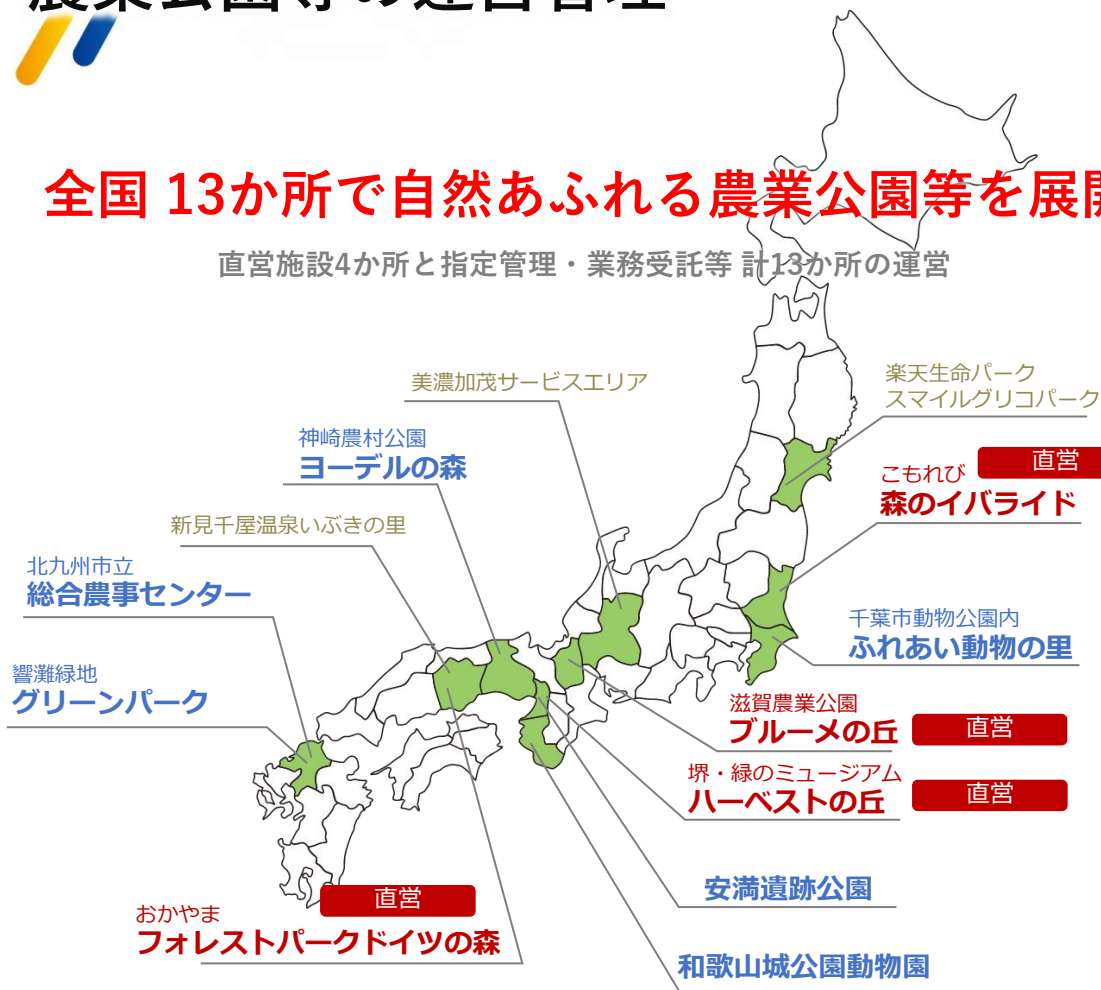 農業公園等の運営管理
全国 13か所で自然あふれる農業公園等を展開
直営施設4か所と指定管理・業務受託等 計13か所の運営
美濃加茂サービスエリア
楽天生命パーク
スマイルグリコパーク
神崎農村公園
ヨーデルの森
こもれび
直営
森のイバライド
新見千屋温泉いぶきの里
北九州市立
総合農事センター
千葉市動物公園内
ふれあい動物の里
響灘緑地
グリーンパーク
滋賀農業公園
ブルーメの丘
直営
堺・緑のミュージアム
ハーベストの丘
直営
安満遺跡公園
直営
おかやま
フォレストパークドイツの森
和歌山城公園動物園